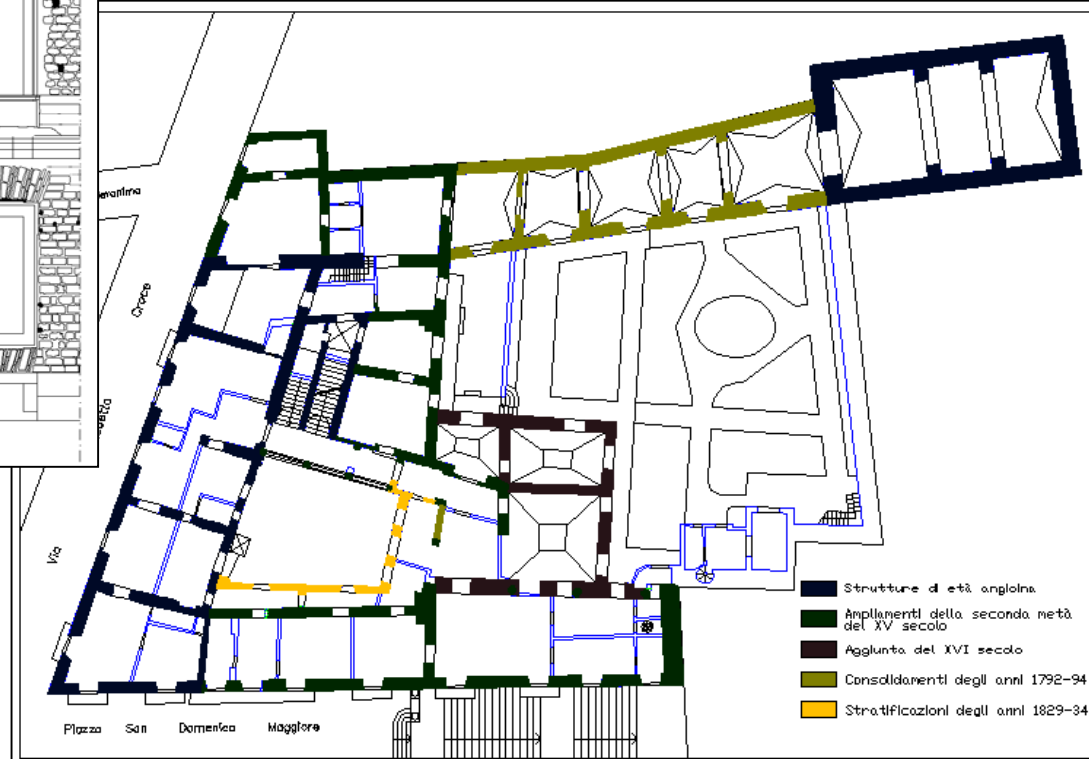 Croce
Via
Piazza San Domenico Maggiore
Strutture di età angioina
Ampliamenti della seconda metà
del XV secolo
Aggiunta del XVI secolo
Consolidamenti degli anni 1792-94
Stratificazioni degli anni 1829-34